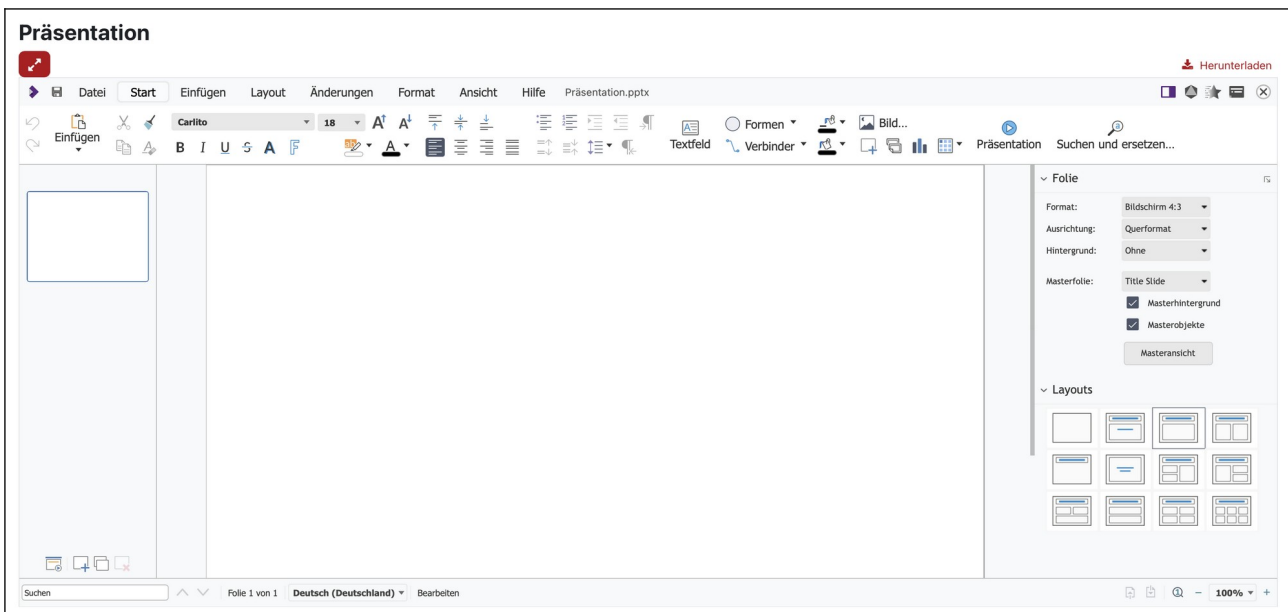 Präsentation
Herunterladen
Datei Start Einfügen Layout Änderungen Format Ansicht Hilfe Präsentation.pptx
Einfügen
Carlito 18
B I U S A F A
Textfeld
Formen
Verbinder
Bild...
Präsentation
Suchen und ersetzen...
Folie
Format: Bildschirm 4:3
Ausrichtung: Querformat
Hintergrund: Ohne
Masterfolie: Title Slide
Masterhintergrund
Masterobjekte
Masteransicht
Layouts
Suchen Folie 1 von 1 Deutsch (Deutschland) Bearbeiten 100%